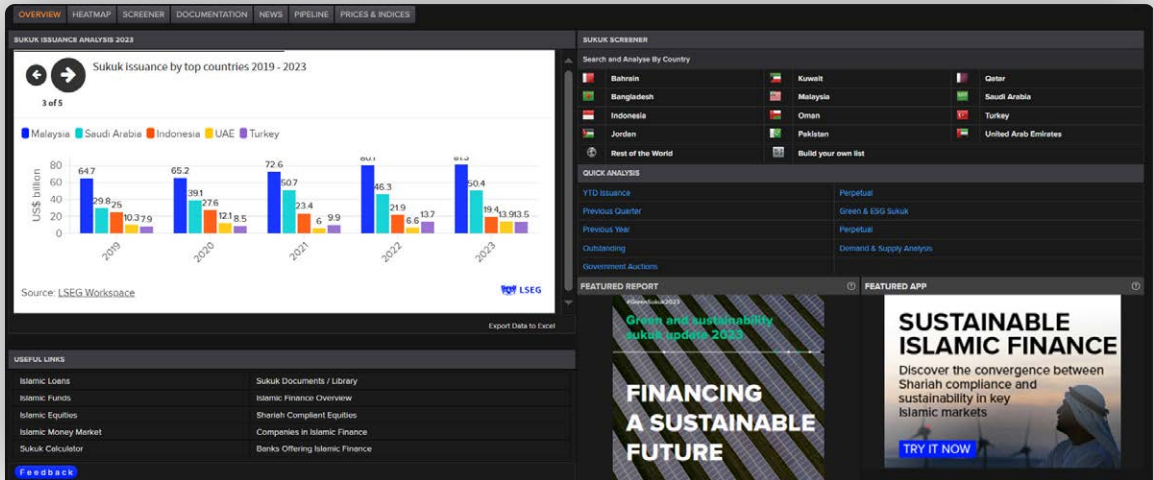 OVERVIEW HEATMAP SCREENER DOCUMENTATION NEWS PIPELINE PRICES & INDICES
SUKUK ISSUANCE ANALYSIS 2023
Sukuk issuance by top countries 2019 - 2023
3 of 5
Malaysia Saudi Arabia Indonesia UAE Turkey
US$ billion
80
60
40
20
0
64.7 29.8 25 10.3 7.9
65.2 39.1 27.6 12.1 8.5
72.6 50.7 23.4 6 9.9
46.3 21.9 6.6 13.7
50.4 19.4 13.9 13.5
2019 2020 2021 2022 2023
Source: LSEG Workspace
LSEG
Export Data to Excel
USEFUL LINKS
Islamic Loans Sukuk Documents / Library
Islamic Funds Islamic Finance Overview
Islamic Equities Shariah Compliant Equities
Islamic Money Market Companies in Islamic Finance
Sukuk Calculator Banks Offering Islamic Finance
Feedback
SUKUK SCREENER
Search and Analyse By Country
Bahrain Kuwait Qatar
Bangladesh Malaysia Saudi Arabia
Indonesia Oman Turkey
Jordan Pakistan United Arab Emirates
Rest of the World Build your own list
QUICK ANALYSIS
YTD Issuance Perpetual
Previous Quarter Green & ESG Sukuk
Previous Year Perpetual
Outstanding Demand & Supply Analysis
Government Auctions
FEATURED REPORT
#GreenSukuk2023
Green and sustainability
sukuk update 2023
FINANCING
A SUSTAINABLE
FUTURE
FEATURED APP
SUSTAINABLE
ISLAMIC FINANCE
Discover the convergence between
Shariah compliance and
sustainability in key
Islamic markets
TRY IT NOW